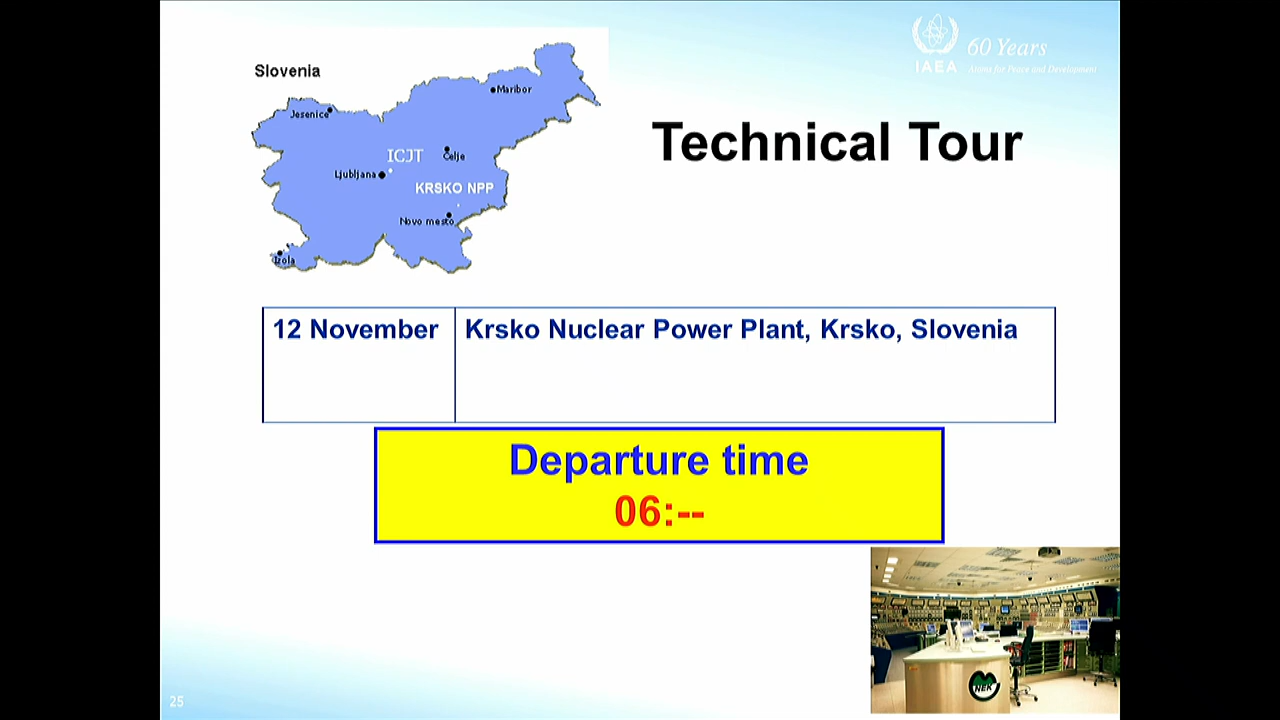 Slovenia
Maribor
Jesenice
ICJT
Celje
Ljubljana
KRSKO NPP
Novo mesto
Izola
IAEA
60 Years
Atoms for Peace and Development
Technical Tour
12 November
Krsko Nuclear Power Plant, Krsko, Slovenia
Departure time
06:--
NEK
25